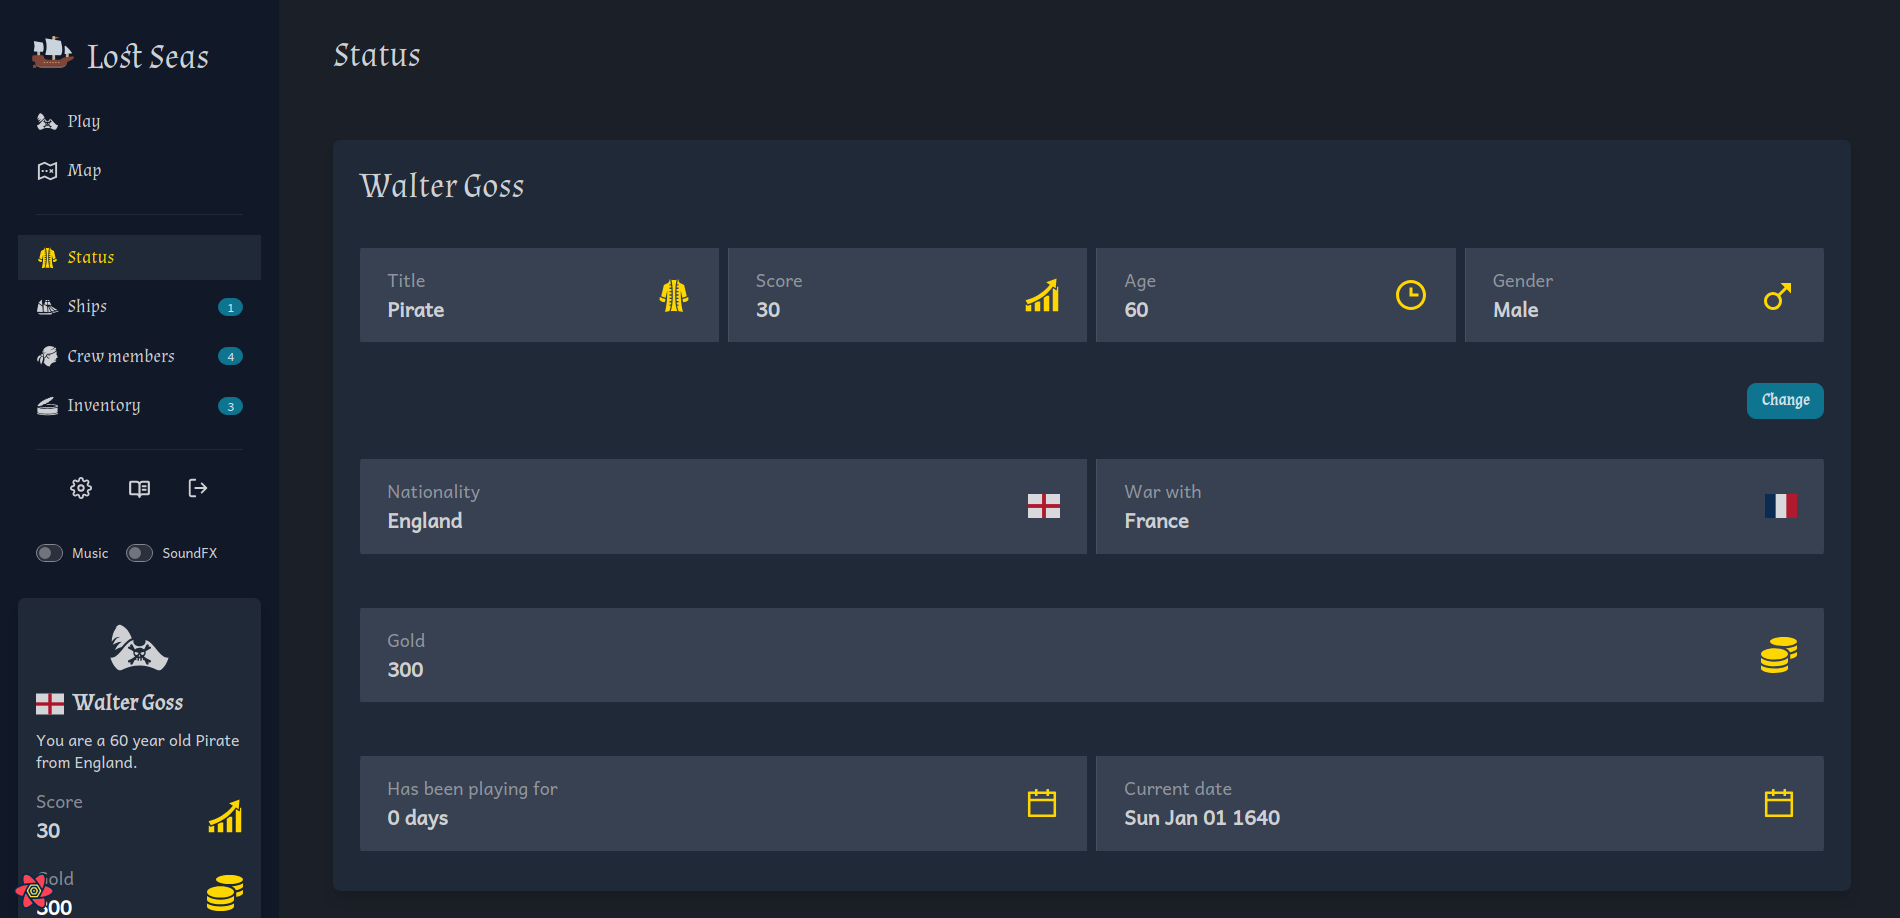 Lost Seas
Play
Map
Status
Ships 1
Crew members 4
Inventory 3
Music SoundFX
Walter Goss
You are a 60 year old Pirate
from England.
Score
30
Gold
300
Status
Walter Goss
Title
Pirate
Score
30
Age
60
Gender
Male
Change
Nationality
England
War with
France
Gold
300
Has been playing for
0 days
Current date
Sun Jan 01 1640